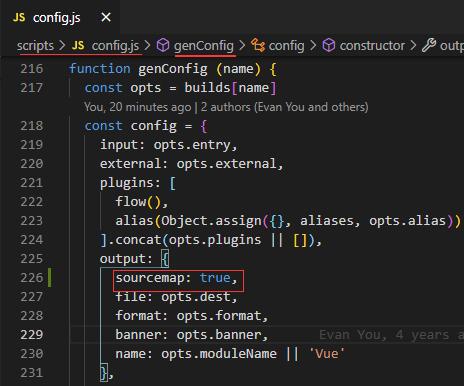 JS config.js ×
scripts > JS config.js > genConfig > config > constructor > outp
216 function genConfig (name) {
217 const opts = builds[name]
You, 20 minutes ago | 2 authors (Evan You and others)
218 const config = {
219 input: opts.entry,
220 external: opts.external,
221 plugins: [
222 flow(),
223 alias(Object.assign({}, aliases, opts.alias))
224 ].concat(opts.plugins || []),
225 output: {
226 sourcemap: true,
227 file: opts.dest,
228 format: opts.format,
229 banner: opts.banner, Evan You, 4 years a
230 name: opts.moduleName || 'Vue'
231 },